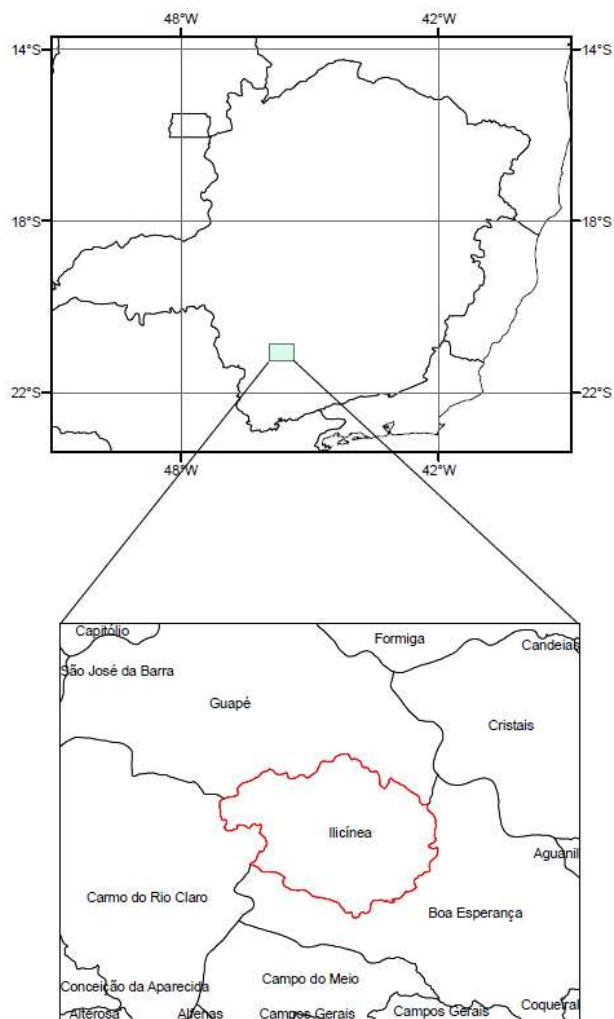 48°W 42°W
14°S 14°S
18°S 18°S
22°S 22°S
48°W 42°W
Capitólio
Formiga
Candeias
São José da Barra
Guapé
Cristais
Ilicínea
Aguanil
Carmo do Rio Claro
Boa Esperança
Campo do Meio
Conceição da Aparecida
Coqueiral
Alterosa Alfenas Campos Gerais Campos Gerais